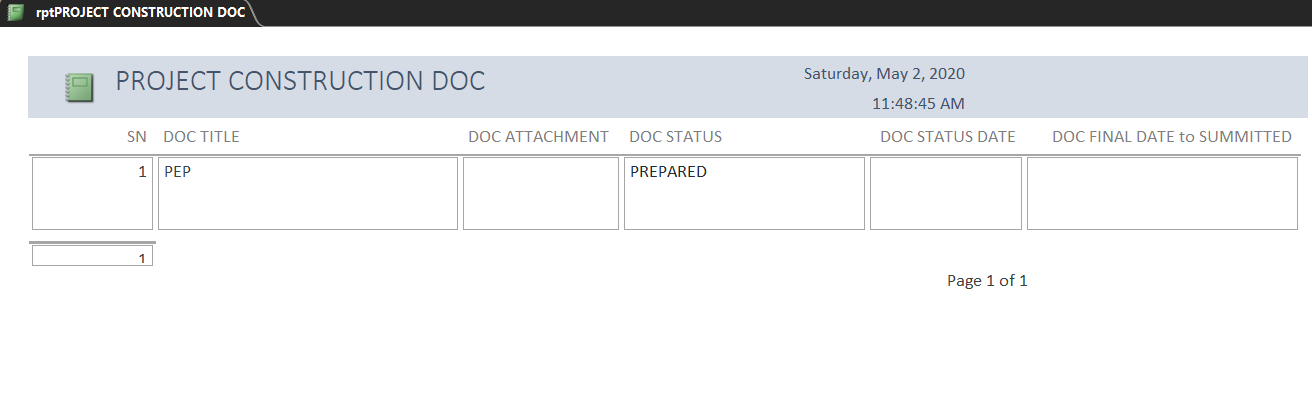 rptPROJECT CONSTRUCTION DOC
PROJECT CONSTRUCTION DOC
Saturday, May 2, 2020
11:48:45 AM
SN DOC TITLE DOC ATTACHMENT DOC STATUS DOC STATUS DATE DOC FINAL DATE to SUMMITTED
1 PEP PREPARED
1
Page 1 of 1